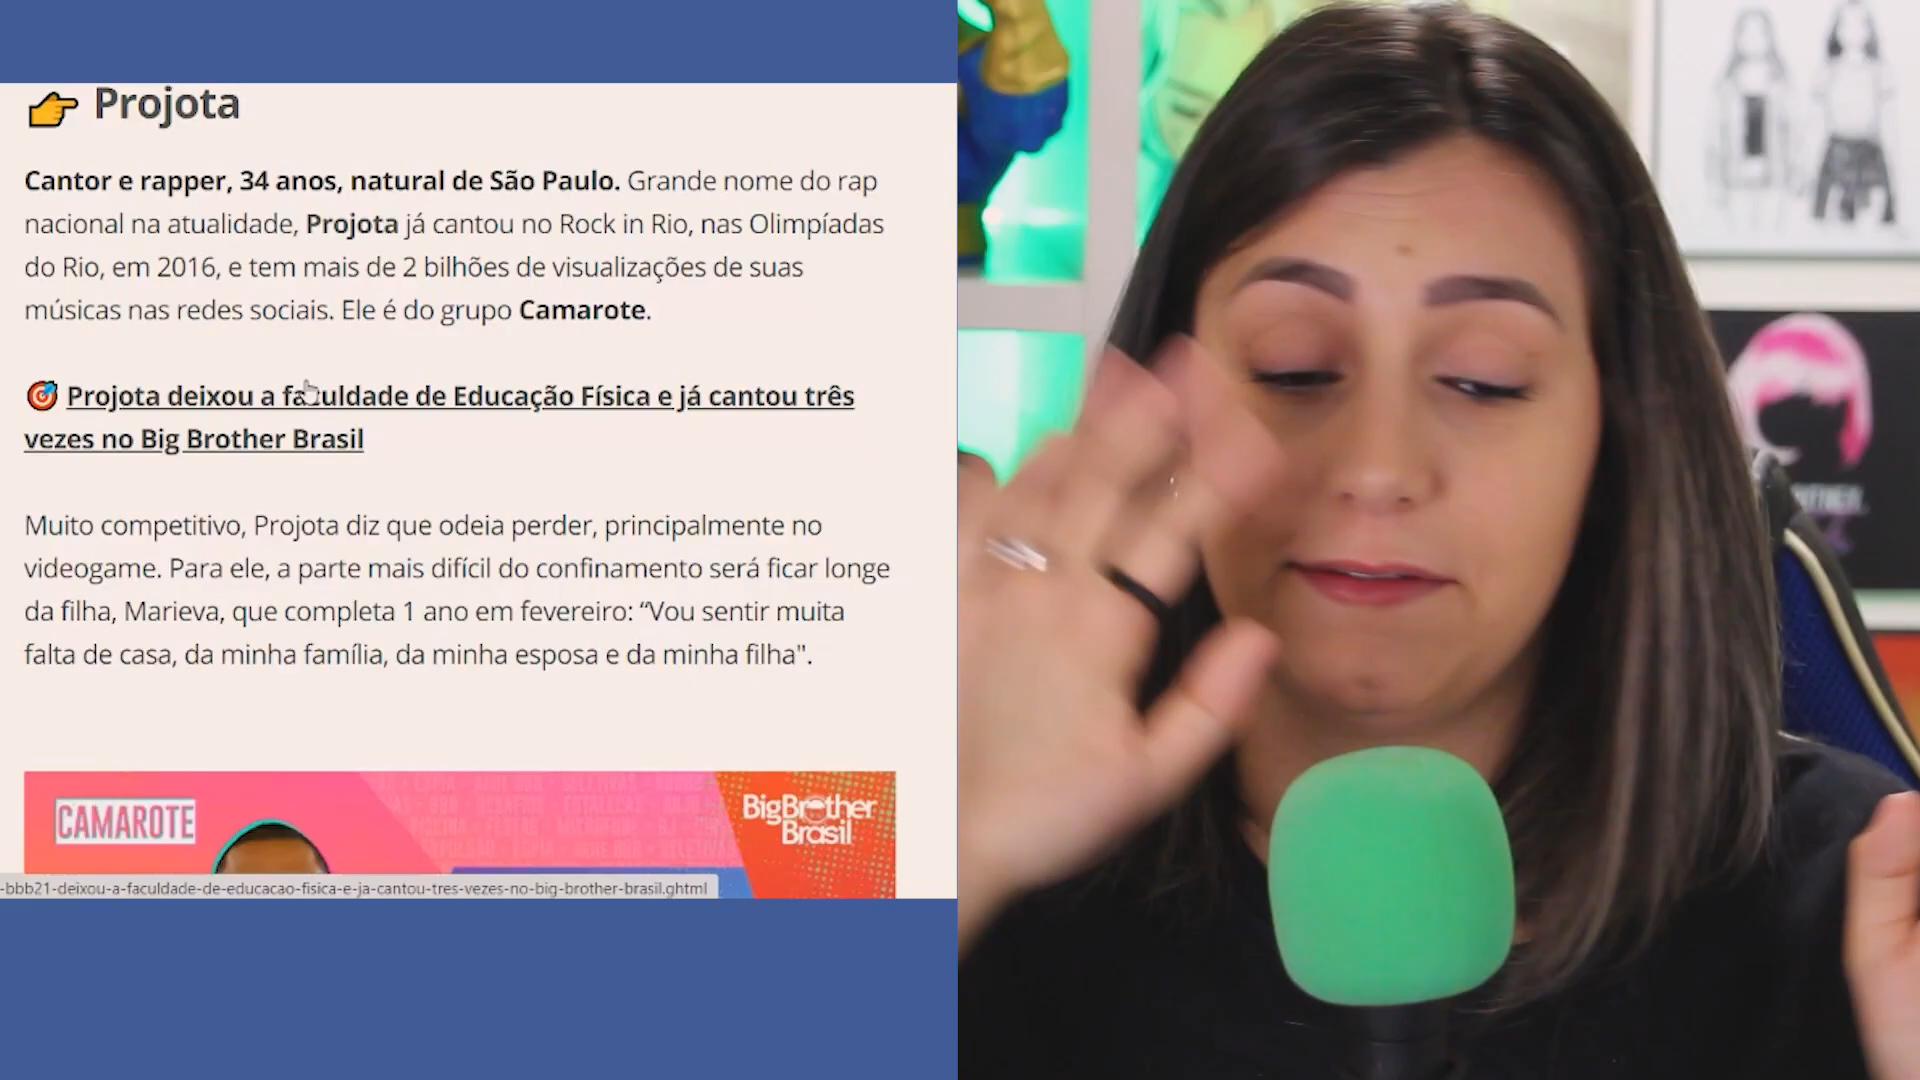 👉 Projota
Cantor e rapper, 34 anos, natural de São Paulo. Grande nome do rap
nacional na atualidade, Projota já cantou no Rock in Rio, nas Olimpíadas
do Rio, em 2016, e tem mais de 2 bilhões de visualizações de suas
músicas nas redes sociais. Ele é do grupo Camarote.
🎯 Projota deixou a faculdade de Educação Física e já cantou três
vezes no Big Brother Brasil
Muito competitivo, Projota diz que odeia perder, principalmente no
videogame. Para ele, a parte mais difícil do confinamento será ficar longe
da filha, Marieva, que completa 1 ano em fevereiro: “Vou sentir muita
falta de casa, da minha família, da minha esposa e da minha filha".
CAMAROTE
BigBrother
Brasil
-bbb21-deixou-a-faculdade-de-educacao-fisica-e-ja-cantou-tres-vezes-no-big-brother-brasil.ghtml